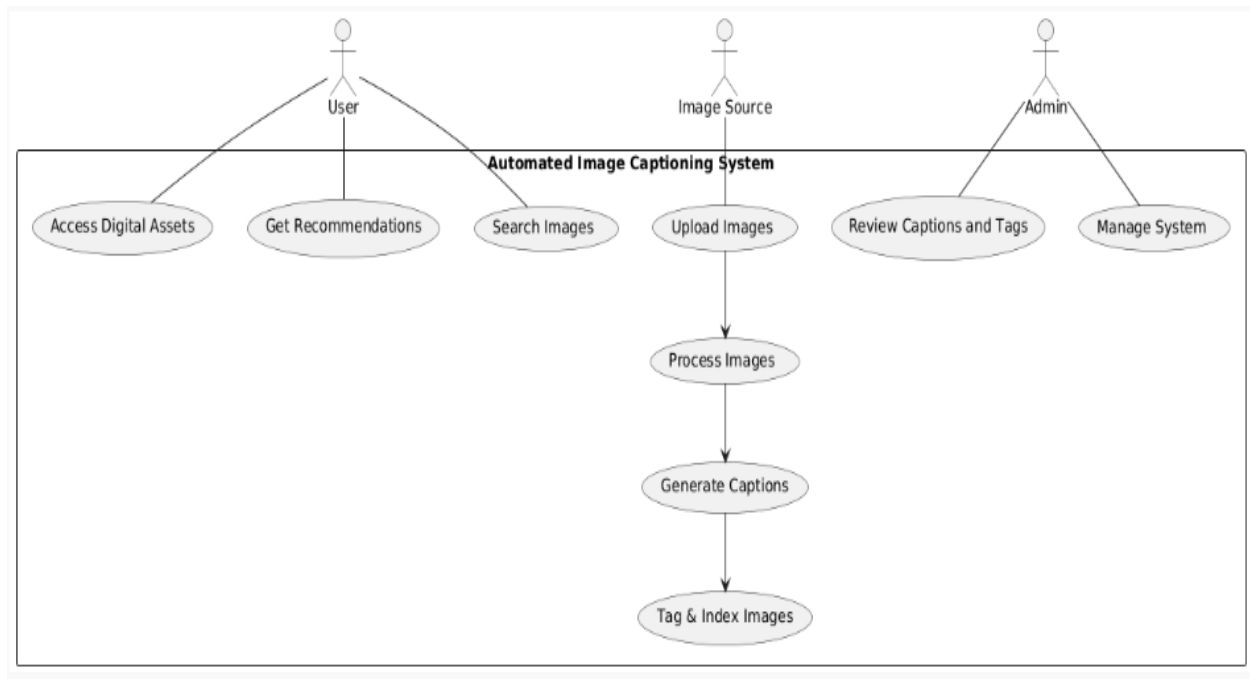 User
Image Source
Admin
Automated Image Captioning System
Access Digital Assets
Get Recommendations
Search Images
Upload Images
Review Captions and Tags
Manage System
Process Images
Generate Captions
Tag & Index Images